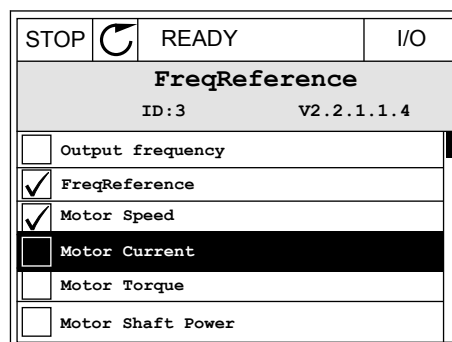 STOP READY I/O
FreqReference
ID:3 V2.2.1.1.4
Output frequency
FreqReference
Motor Speed
Motor Current
Motor Torque
Motor Shaft Power